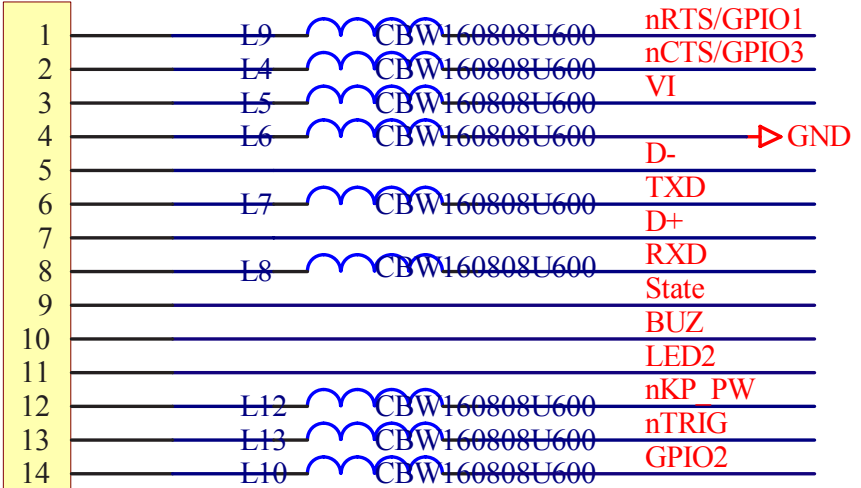 1 L9 CBW160808U600 nRTS/GPIO1
2 L4 CBW160808U600 nCTS/GPIO3
3 L5 CBW160808U600 VI
4 L6 CBW160808U600 GND
5 D-
6 L7 CBW160808U600 TXD
7 D+
8 L8 CBW160808U600 RXD
9 State
10 BUZ
11 LED2
12 L12 CBW160808U600 nKP_PW
13 L13 CBW160808U600 nTRIG
14 L10 CBW160808U600 GPIO2